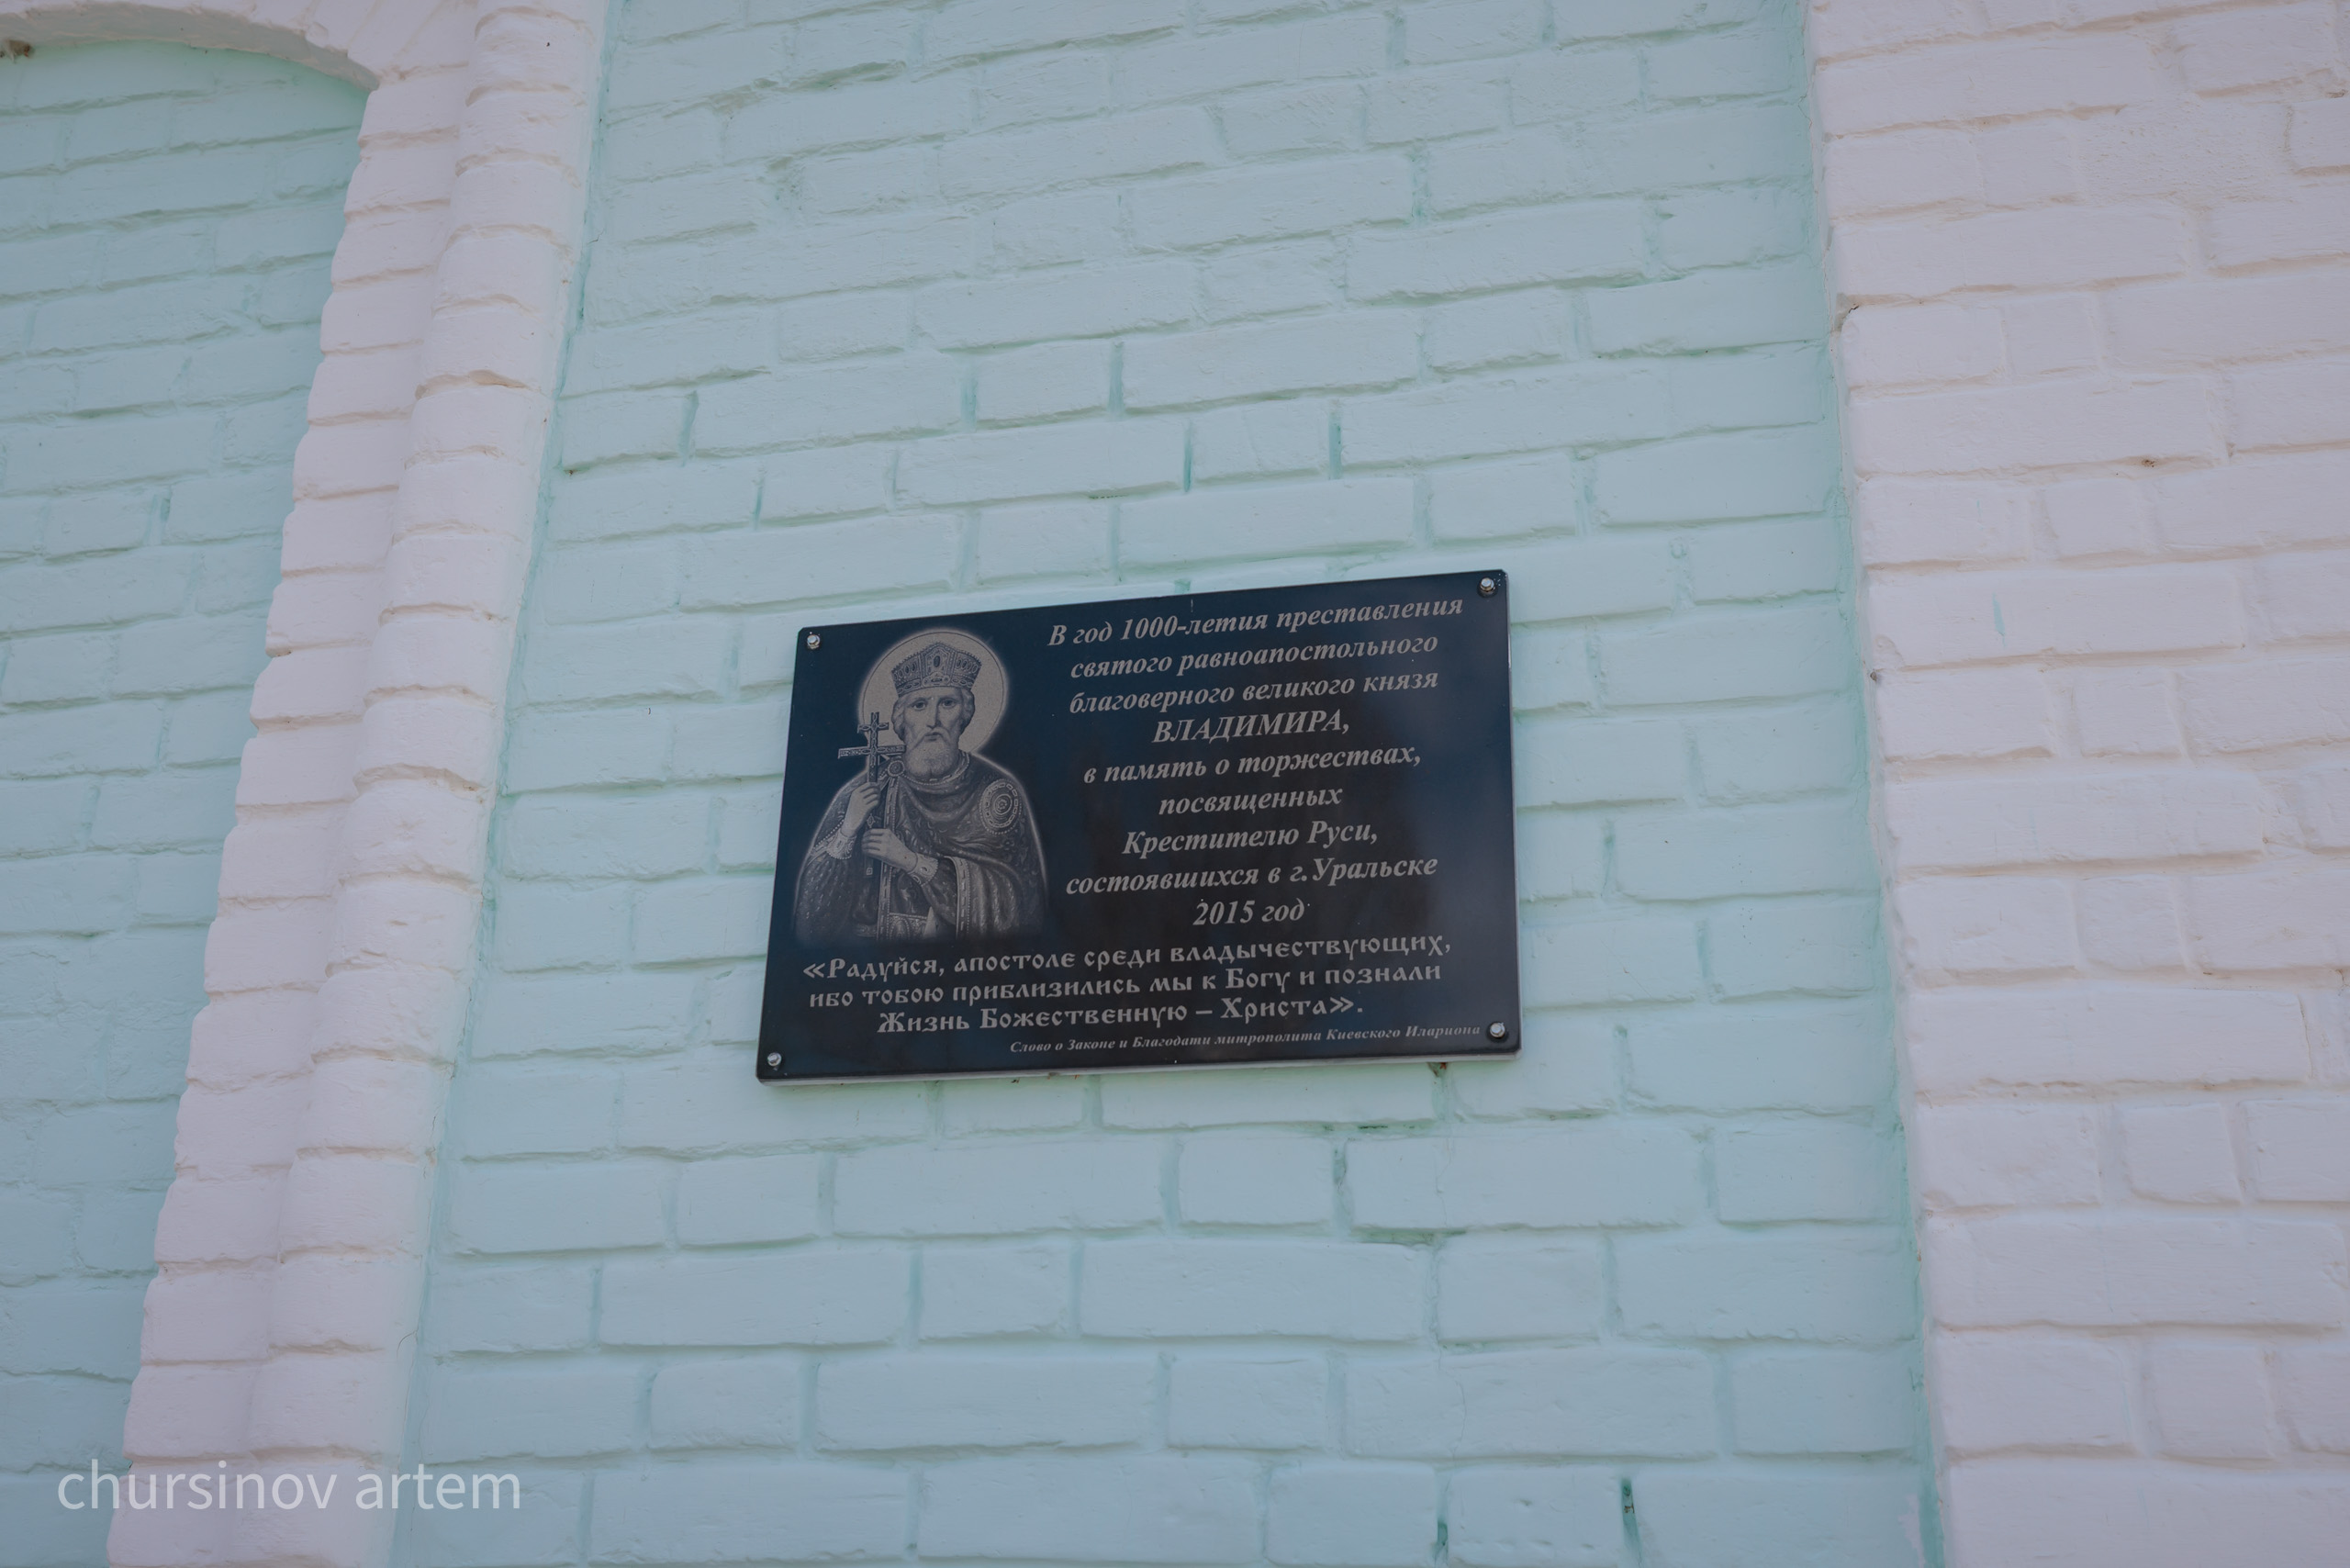 В год 1000-летия преставления
святого равноапостольного
благоверного великого князя
ВЛАДИМИРА,
в память о торжествах,
посвященных
Крестителю Руси,
состоявшихся в г.Уральске
2015 год
«Радуйся, апостоле среди владычествующих,
ибо тобою приблизились мы к Богу и познали
Жизнь Божественную – Христа».
Слово о Законе и Благодати митрополита Киевского Илариона
chursinov artem